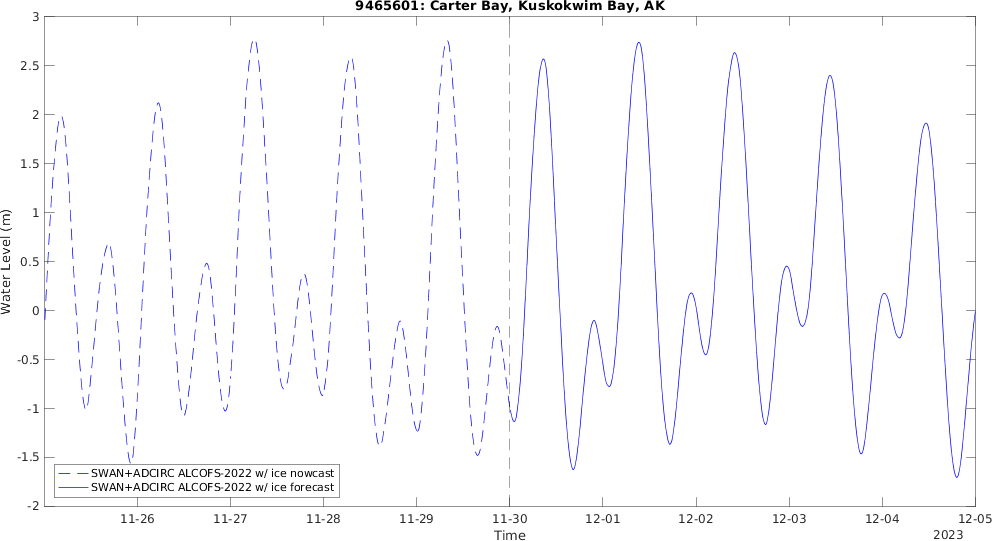 9465601: Carter Bay, Kuskokwim Bay, AK
3
2.5
2
1.5
1
0.5
0
-0.5
-1
-1.5
-2
Water Level (m)
SWAN+ADCIRC ALCOFS-2022 w/ ice nowcast
SWAN+ADCIRC ALCOFS-2022 w/ ice forecast
11-26 11-27 11-28 11-29 11-30 12-01 12-02 12-03 12-04 12-05
Time
2023